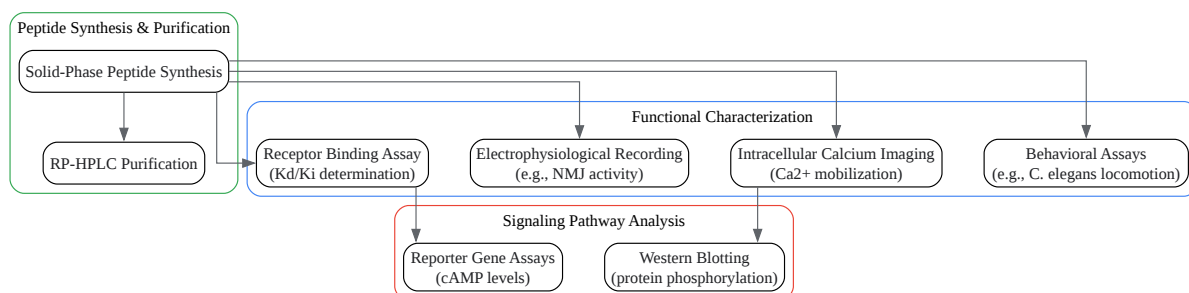 Peptide Synthesis & Purification
Solid-Phase Peptide Synthesis
RP-HPLC Purification
Functional Characterization
Receptor Binding Assay
(Kd/Ki determination)
Electrophysiological Recording
(e.g., NMJ activity)
Intracellular Calcium Imaging
(Ca2+ mobilization)
Behavioral Assays
(e.g., C. elegans locomotion)
Signaling Pathway Analysis
Reporter Gene Assays
(cAMP levels)
Western Blotting
(protein phosphorylation)